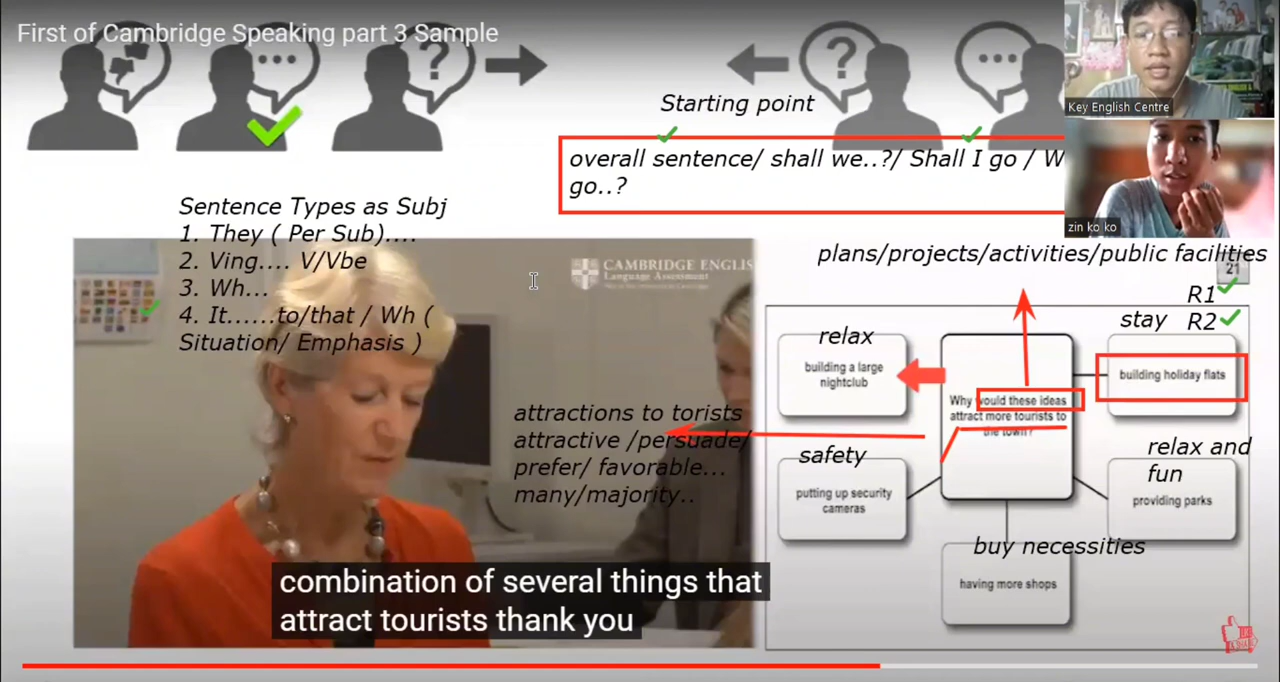 First of Cambridge Speaking part 3 Sample
Key English Centre
Starting point
overall sentence/ shall we..?/ Shall I go / W
go..?
zin ko ko
Sentence Types as Subj
1. They ( Per Sub)....
2. Ving.... V/Vbe
3. Wh...
4. It......to/that / Wh (
Situation/ Emphasis )
CAMBRIDGE ENGLIS
Language Assessment
plans/projects/activities/public facilities
21
R1
stay R2
relax
building a large
nightclub
building holiday flats
Why would these ideas
attract more tourists to
the town?
attractions to torists
attractive /persuade/
prefer/ favorable...
many/majority..
safety
putting up security
cameras
relax and
fun
providing parks
buy necessities
having more shops
combination of several things that
attract tourists thank you